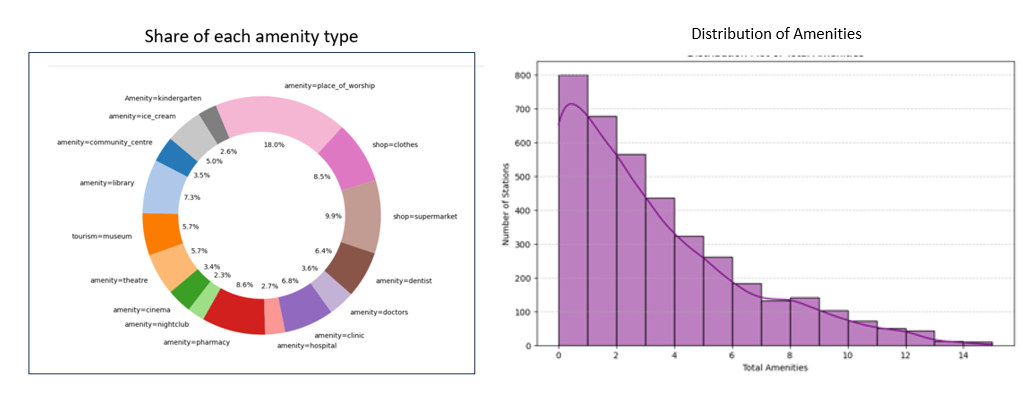 Share of each amenity type
Distribution of Amenities
amenity=place_of_worship
Amenity=kindergarten
amenity=ice_cream
amenity=community_centre
shop=clothes
2.6%
18.0%
5.0%
3.5%
8.5%
amenity=library
7.3%
9.9%
shop=supermarket
tourism=museum
5.7%
5.7%
6.4%
3.4%
3.6%
2.3%
8.6%
2.7%
6.8%
amenity=theatre
amenity=dentist
amenity=cinema
amenity=doctors
amenity=nightclub
amenity=clinic
amenity=pharmacy
amenity=hospital
800
700
600
500
400
300
200
100
0
Number of Stations
0 2 4 6 8 10 12 14
Total Amenities